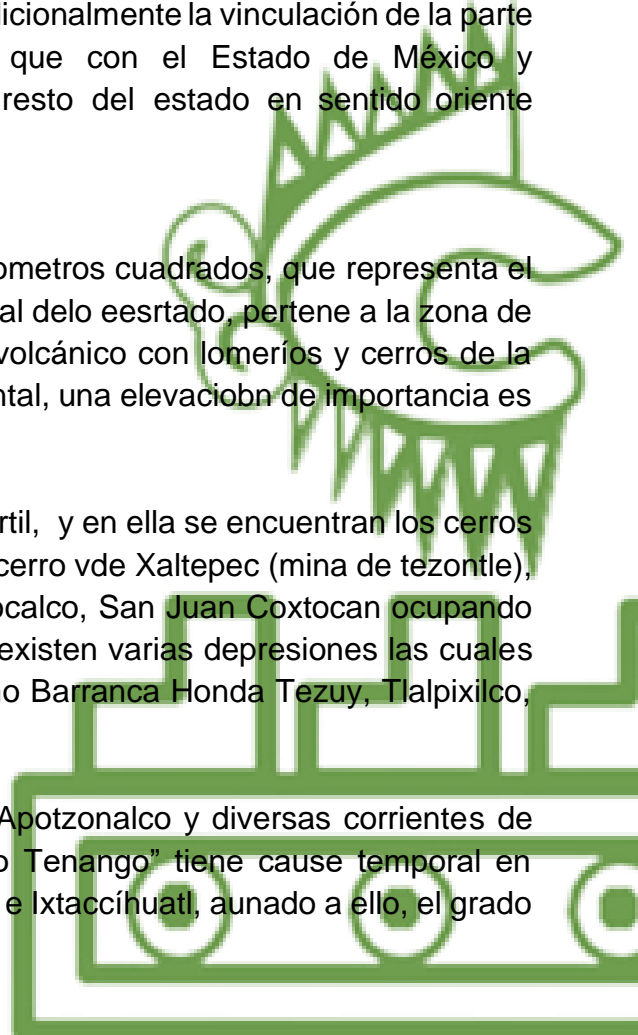 dicionalmente la vinculación de la parte
que con el Estado de México y
resto del estado en sentido oriente
ometros cuadrados, que representa el
al delo eesrtado, pertene a la zona de
volcánico con lomeríos y cerros de la
ntal, una elevaciobn de importancia es
rtil, y en ella se encuentran los cerros
cerro vde Xaltepec (mina de tezontle),
ocalco, San Juan Coxtocan ocupando
existen varias depresiones las cuales
no Barranca Honda Tezuy, Tlalpixilco,
Apotzonalco y diversas corrientes de
o Tenango” tiene cause temporal en
e Ixtaccíhuatl, aunado a ello, el grado